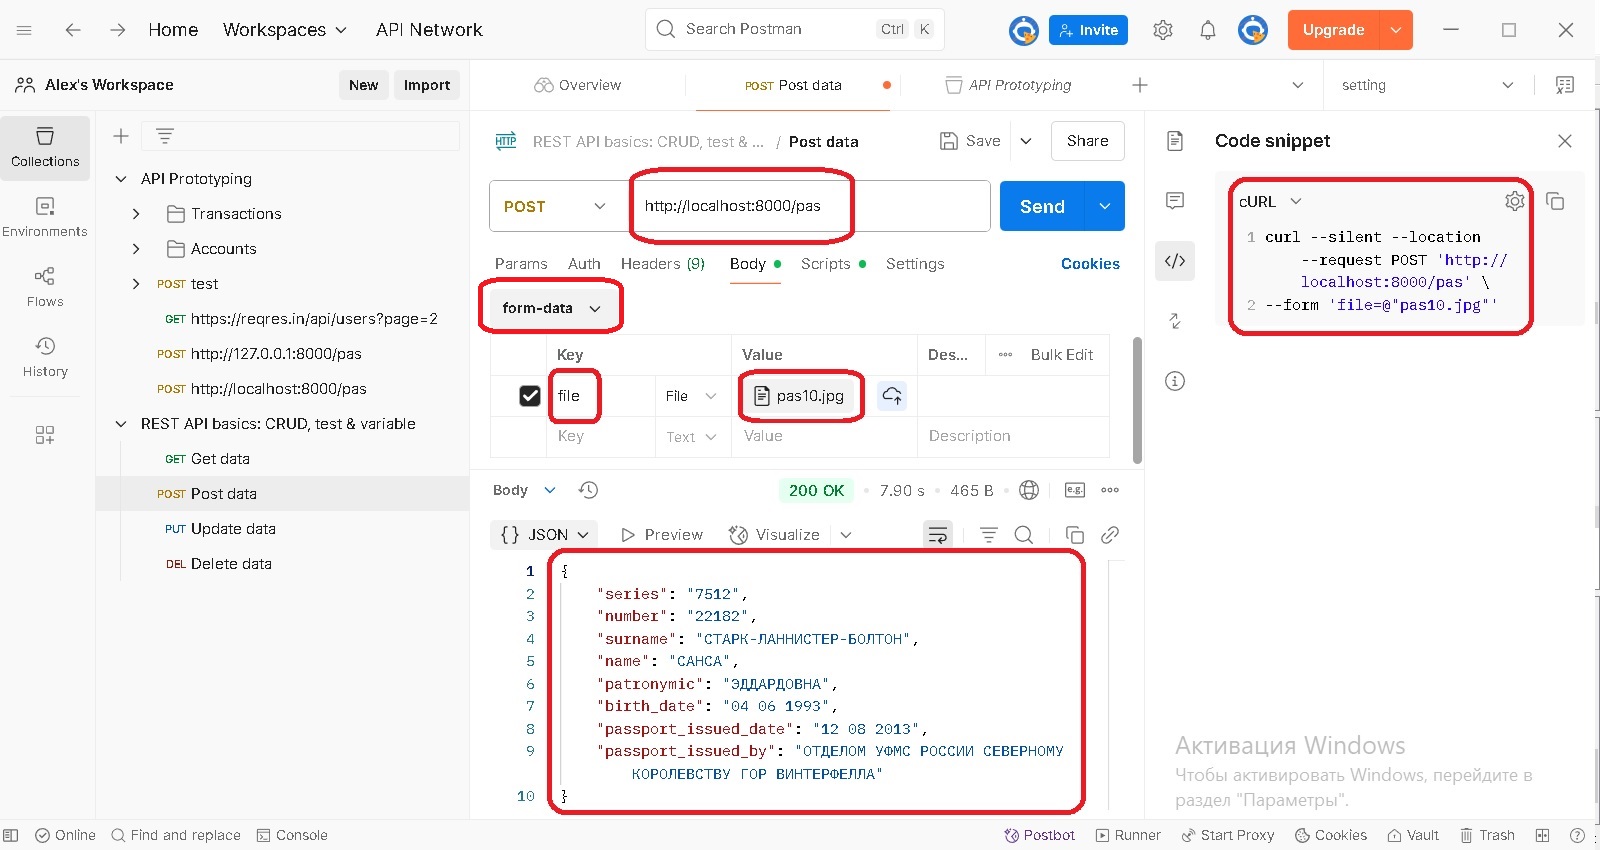 Home Workspaces API Network Search Postman Ctrl K Invite Upgrade
Alex's Workspace New Import Overview POST Post data API Prototyping setting
Collections
Environments
Flows
History
API Prototyping
Transactions
Accounts
POST test
GET https://reqres.in/api/users?page=2
POST http://127.0.0.1:8000/pas
POST http://localhost:8000/pas
REST API basics: CRUD, test & variable
GET Get data
POST Post data
PUT Update data
DEL Delete data
HTTP REST API basics: CRUD, test & ... / Post data Save Share
POST http://localhost:8000/pas Send
Params Auth Headers (9) Body Scripts Settings Cookies
form-data
Key Value Des... Bulk Edit
file File pas10.jpg
Key Text Value Description
Body 200 OK 7.90 s 465 B e.g.
{} JSON Preview Visualize
1 {
2 "series": "7512",
3 "number": "22182",
4 "surname": "СТАРК-ЛАННИСТЕР-БОЛТОН",
5 "name": "САНСА",
6 "patronymic": "ЭДДАРДОВНА",
7 "birth_date": "04 06 1993",
8 "passport_issued_date": "12 08 2013",
9 "passport_issued_by": "ОТДЕЛОМ УФМС РОССИИ СЕВЕРНОМУ
КОРОЛЕВСТВУ ГОР ВИНТЕРФЕЛЛА"
10 }
Code snippet
cURL
1 curl --silent --location
--request POST 'http://
localhost:8000/pas' \
2 --form 'file=@"pas10.jpg"'
Активация Windows
Чтобы активировать Windows, перейдите в
раздел "Параметры".
Online Find and replace Console Postbot Runner Start Proxy Cookies Vault Trash